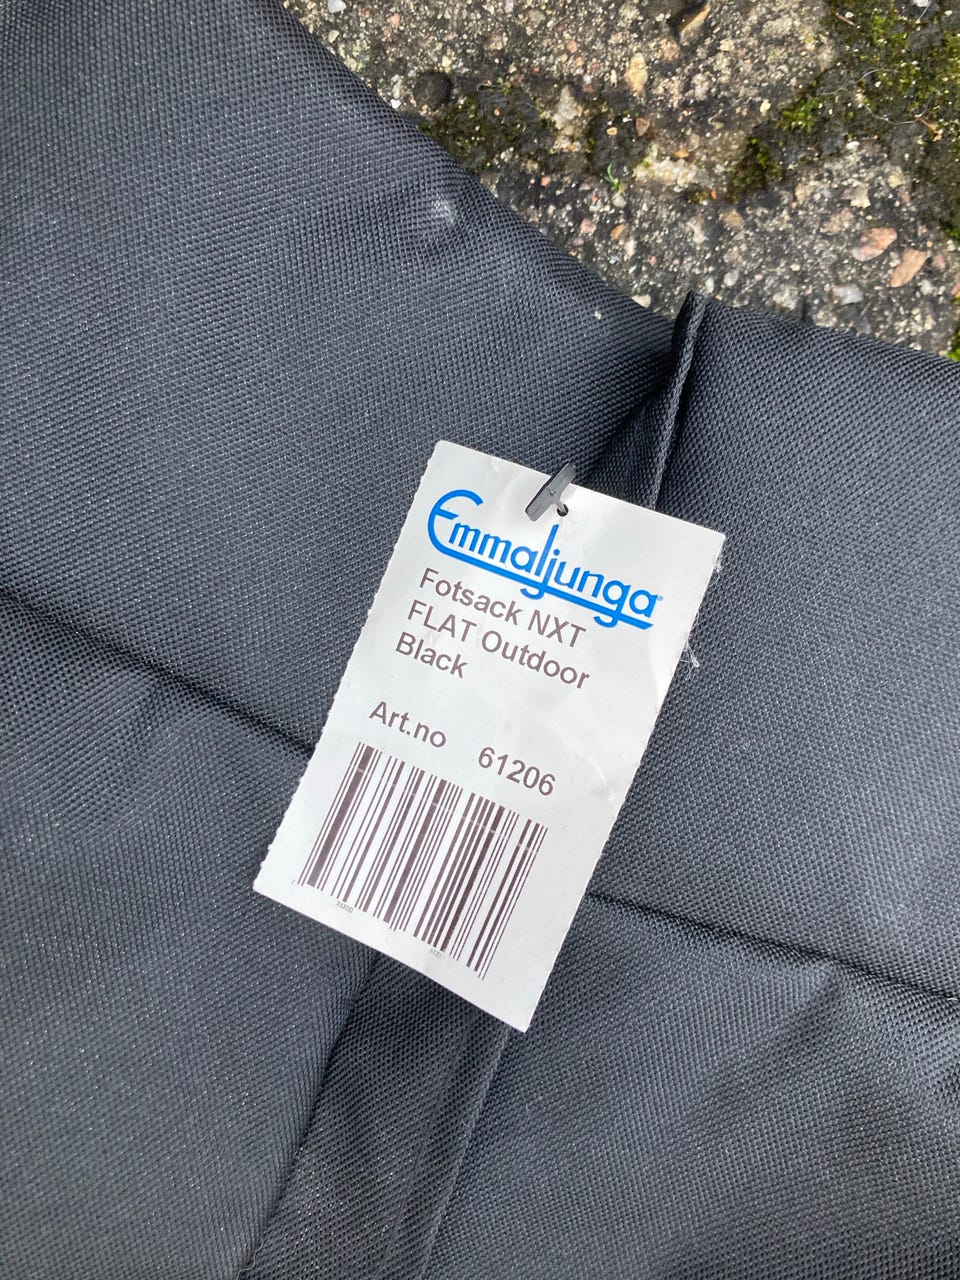 Emmaljunga
Fotsack NXT
FLAT Outdoor
Black
Art.no 61206